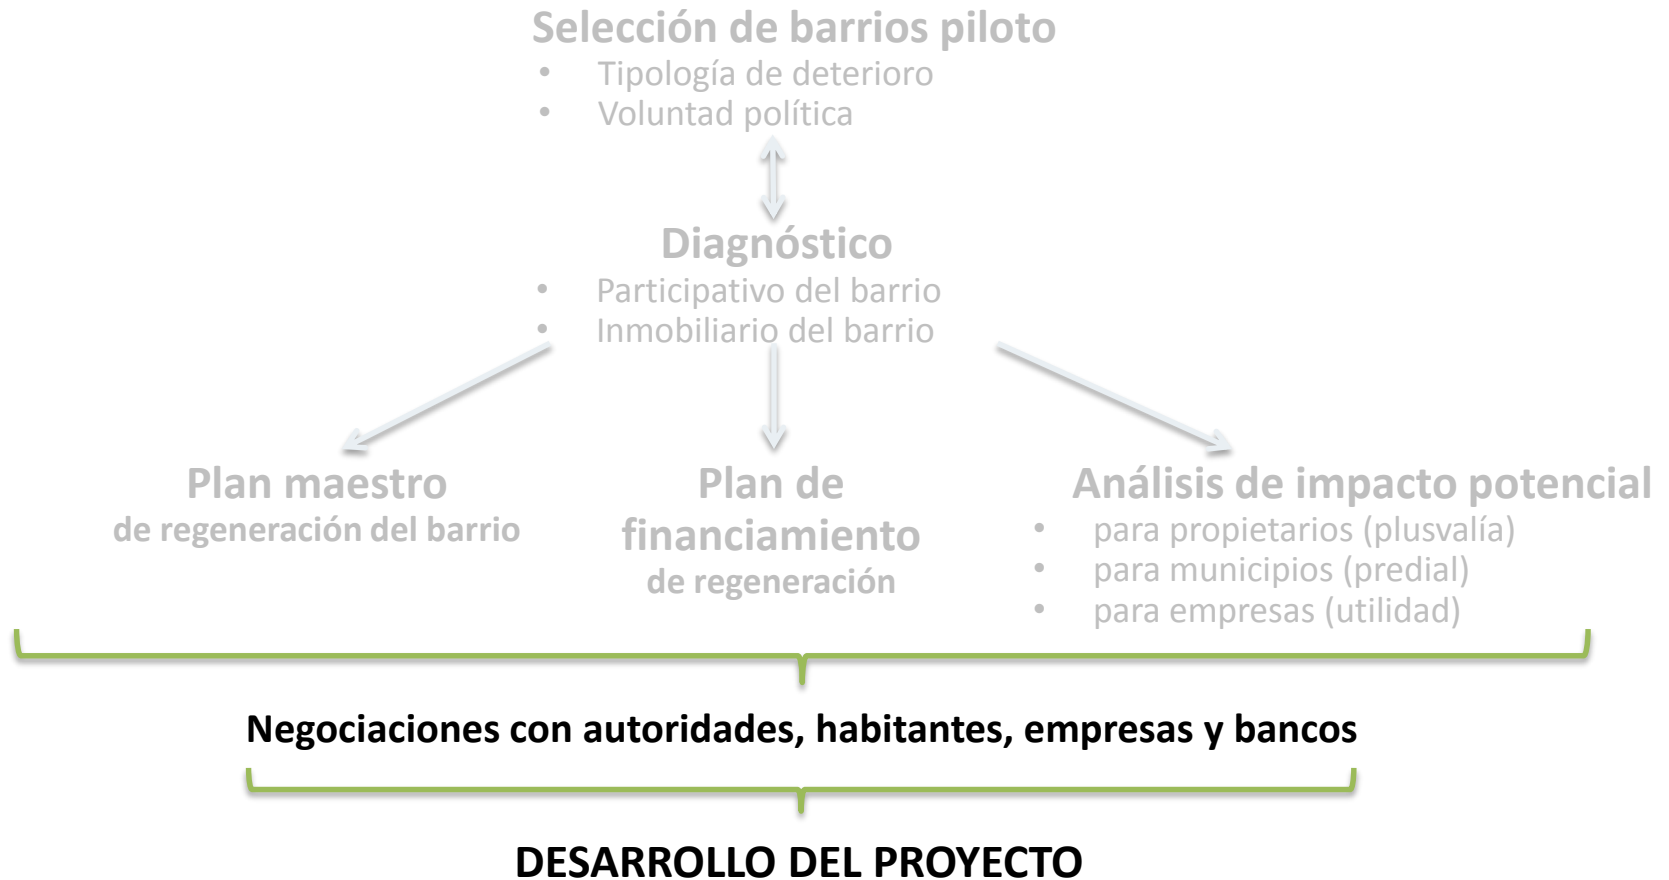 Selección de barrios piloto
• Tipología de deterioro
• Voluntad política
Diagnóstico
• Participativo del barrio
• Inmobiliario del barrio
Plan maestro
de regeneración del barrio
Plan de
financiamiento
de regeneración
Análisis de impacto potencial
• para propietarios (plusvalía)
• para municipios (predial)
• para empresas (utilidad)
Negociaciones con autoridades, habitantes, empresas y bancos
DESARROLLO DEL PROYECTO